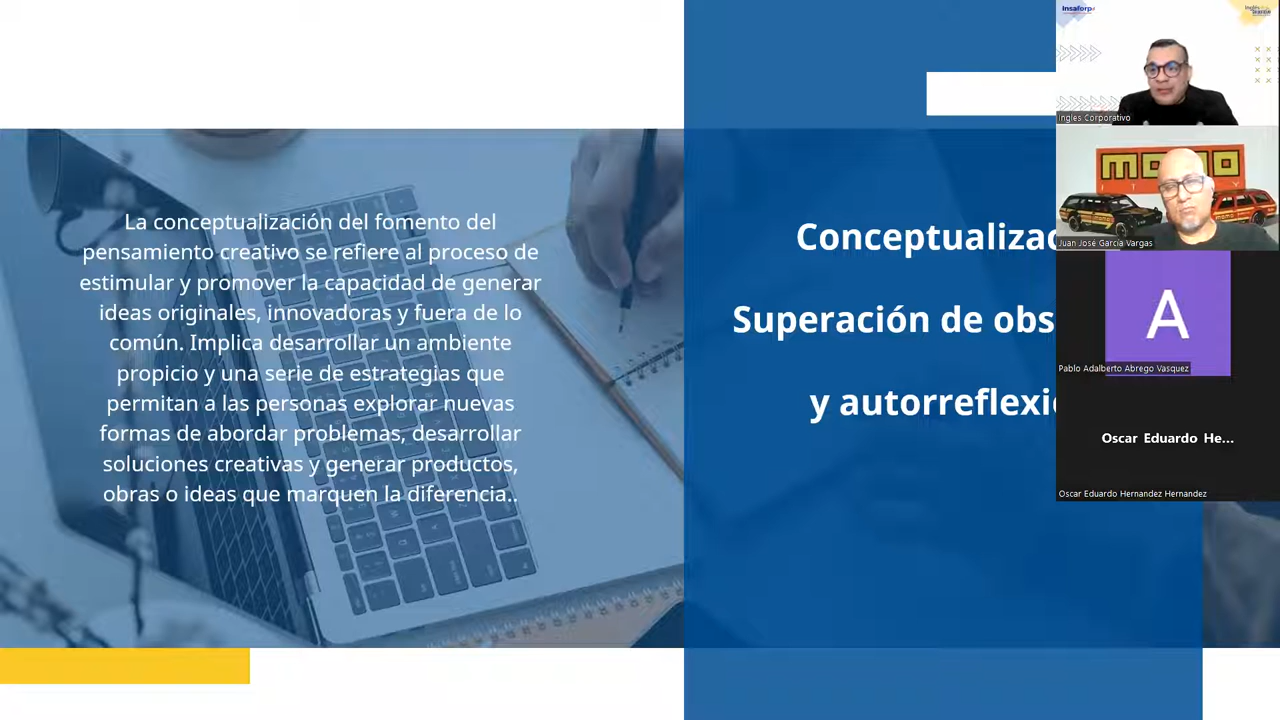 La conceptualización del fomento del
pensamiento creativo se refiere al proceso de
estimular y promover la capacidad de generar
ideas originales, innovadoras y fuera de lo
común. Implica desarrollar un ambiente
propicio y una serie de estrategias que
permitan a las personas explorar nuevas
formas de abordar problemas, desarrollar
soluciones creativas y generar productos,
obras o ideas que marquen la diferencia..
Conceptualizac
Superación de obs
y autorreflexió
insaforp
Ingles Corporativo
Juan José García Vargas
A
Pablo Adalberto Abrego Vasquez
Oscar Eduardo He...
Oscar Eduardo Hernandez Hernandez